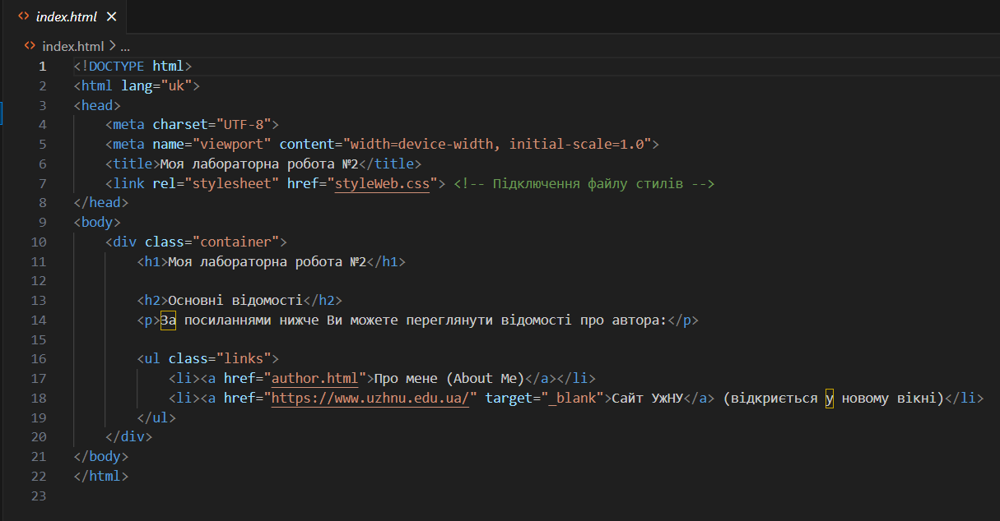 index.html
index.html > ...
1 <!DOCTYPE html>
2 <html lang="uk">
3 <head>
4 <meta charset="UTF-8">
5 <meta name="viewport" content="width=device-width, initial-scale=1.0">
6 <title>Моя лабораторна робота №2</title>
7 <link rel="stylesheet" href="styleWeb.css"> <!-- Підключення файлу стилів -->
8 </head>
9 <body>
10 <div class="container">
11 <h1>Моя лабораторна робота №2</h1>
12
13 <h2>Основні відомості</h2>
14 <p>За посиланнями нижче Ви можете переглянути відомості про автора:</p>
15
16 <ul class="links">
17 <li><a href="author.html">Про мене (About Me)</a></li>
18 <li><a href="https://www.uzhnu.edu.ua/" target="_blank">Сайт УжНУ</a> (відкриється у новому вікні)</li>
19 </ul>
20 </div>
21 </body>
22 </html>
23